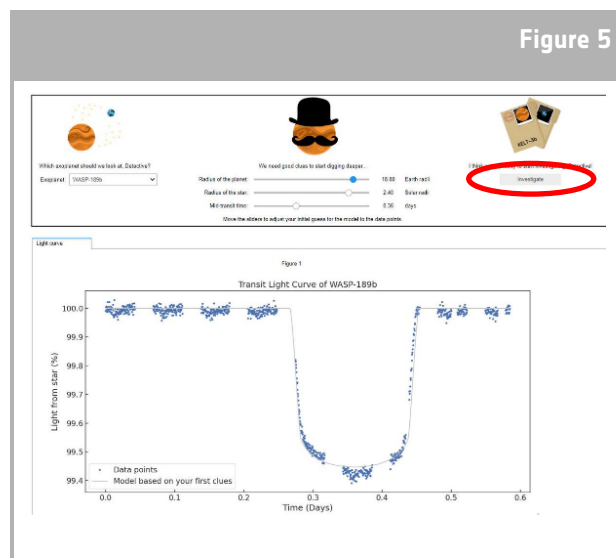 Figure 5
KELT-3b
Which exoplanet should we look at, Detective?
We need good clues to start digging deeper...
Exoplanet: WASP-189b
Radius of the planet:
Earth radii
Investigate
Radius of the star: 2.40 Solar radii
Mid-transit time: 0.36 days
Move the sliders to adjust your initial guess for the model to the data points.
Light curve
Figure 1
Transit Light Curve of WASP-189b
100.0
99.9
99.8
99.7
99.6
99.5
99.4
Light from star (%)
Data points
Model based on your first clues
0.0 0.1 0.2 0.3 0.4 0.5 0.6
Time (Days)